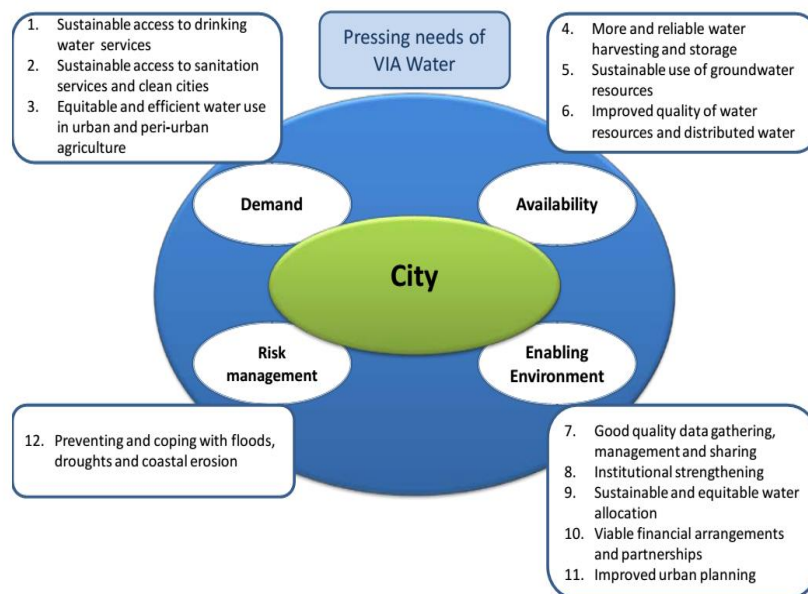 Pressing needs of
VIA Water
1. Sustainable access to drinking
water services
2. Sustainable access to sanitation
services and clean cities
3. Equitable and efficient water use
in urban and peri-urban
agriculture
4. More and reliable water
harvesting and storage
5. Sustainable use of groundwater
resources
6. Improved quality of water
resources and distributed water
Demand
Availability
City
Risk
management
Enabling
Environment
12. Preventing and coping with floods,
droughts and coastal erosion
7. Good quality data gathering,
management and sharing
8. Institutional strengthening
9. Sustainable and equitable water
allocation
10. Viable financial arrangements
and partnerships
11. Improved urban planning